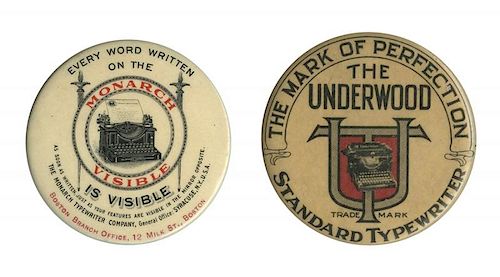 EVERY WORD WRITTEN
ON THE
MONARCH
VISIBLE
IS VISIBLE.
AS SOON AS WRITTEN, JUST AS YOUR FEATURES ARE VISIBLE IN THE MIRROR OPPOSITE.
THE MONARCH TYPEWRITER COMPANY, General Office SYRACUSE, N.Y., U.S.A.
BOSTON BRANCH OFFICE, 12 MILK ST., BOSTON
THE MARK OF PERFECTION
THE
UNDERWOOD
U T
TRADE MARK
STANDARD TYPEWRITER